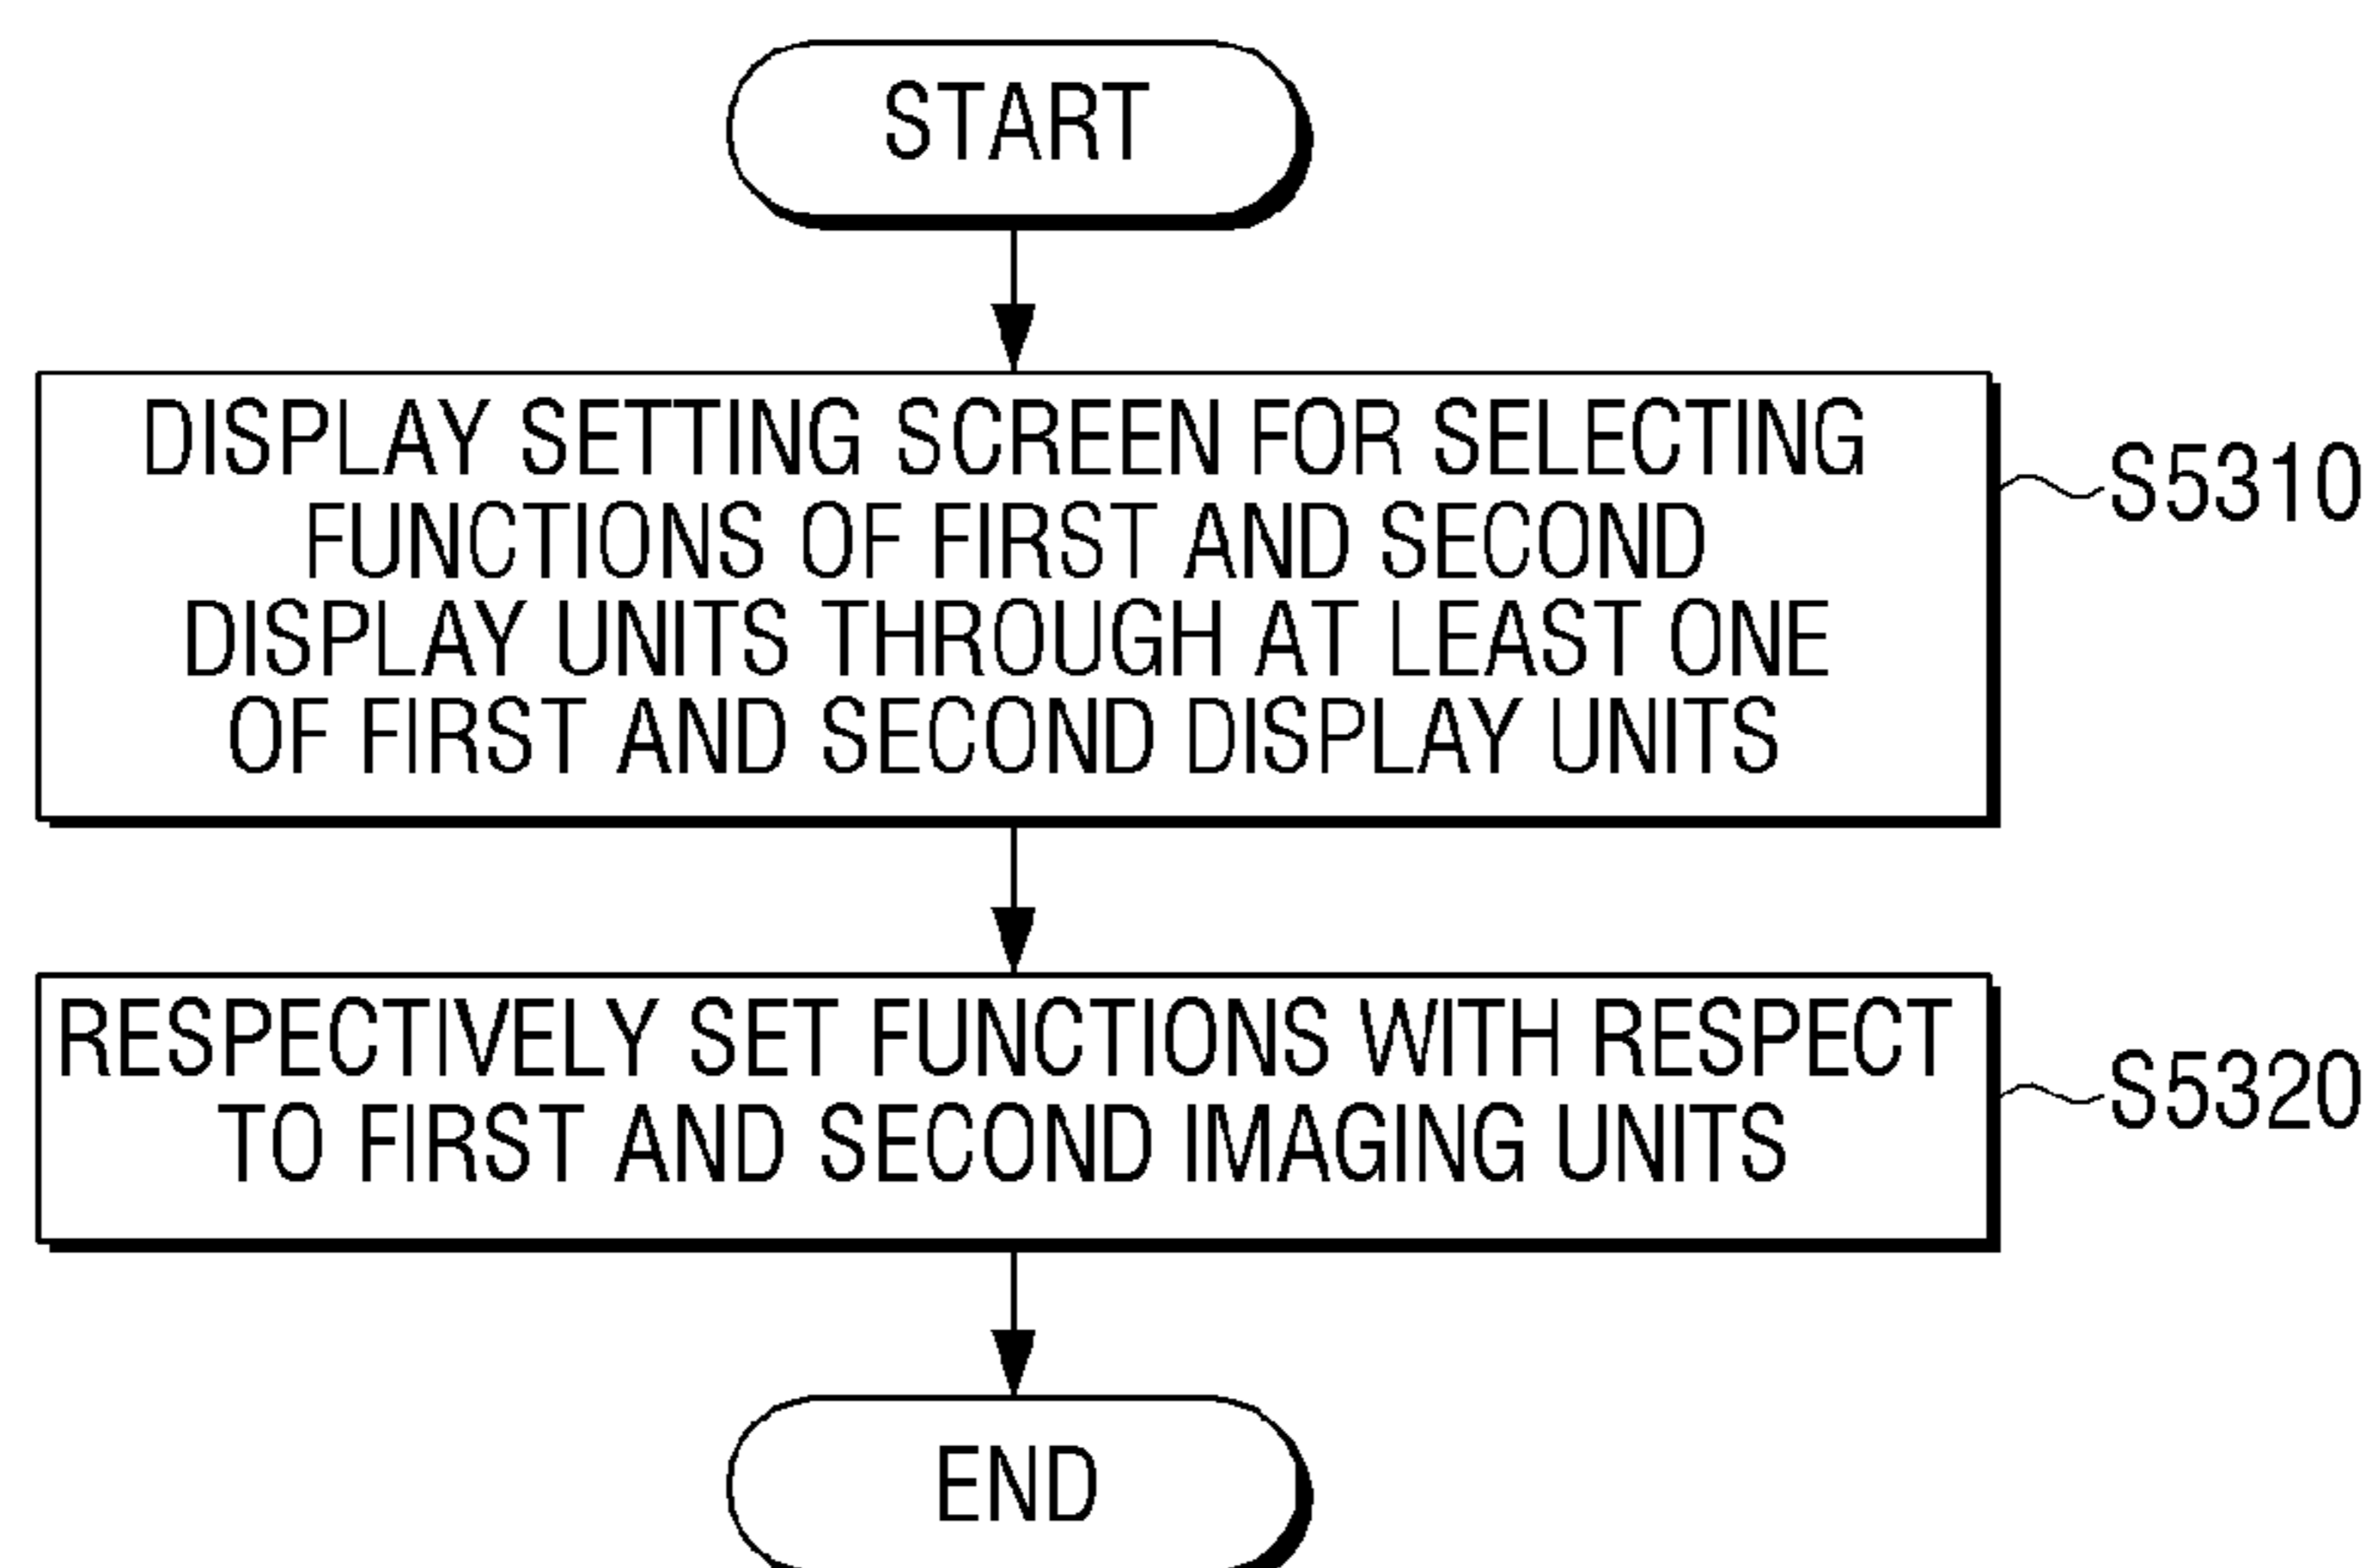 START
DISPLAY SETTING SCREEN FOR SELECTING
FUNCTIONS OF FIRST AND SECOND
DISPLAY UNITS THROUGH AT LEAST ONE
OF FIRST AND SECOND DISPLAY UNITS
S5310
RESPECTIVELY SET FUNCTIONS WITH RESPECT
TO FIRST AND SECOND IMAGING UNITS
S5320
END